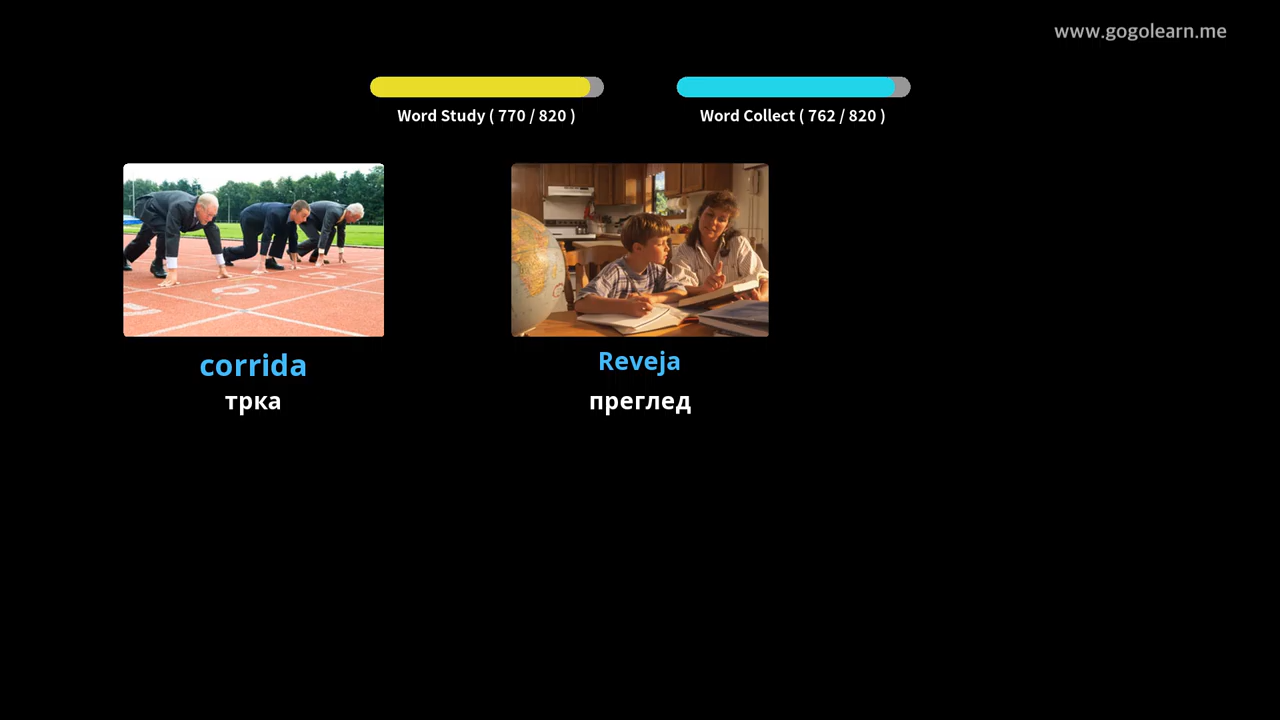 www.gogolearn.me
Word Study ( 770 / 820 )
Word Collect ( 762 / 820 )
corrida
трка
Reveja
преглед